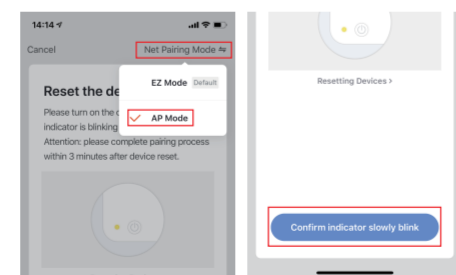 14:14
Cancel
Net Pairing Mode ⇋
EZ Mode Default
AP Mode
Reset the de
Please turn on the
indicator is blinking
Attention: please complete pairing process
within 3 minutes after device reset.
Resetting Devices >
Confirm indicator slowly blink